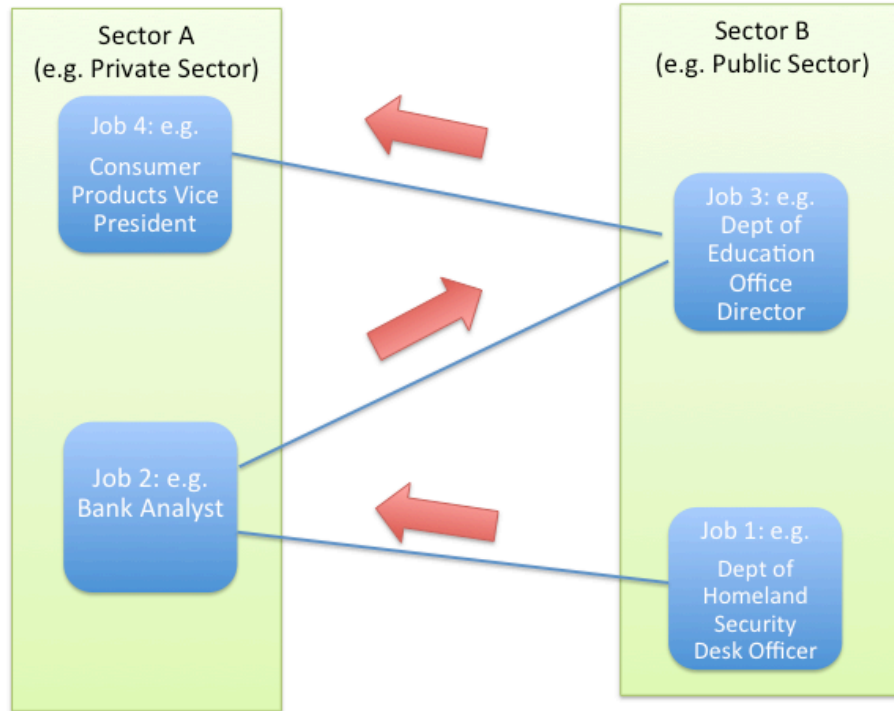 Sector A
(e.g. Private Sector)
Sector B
(e.g. Public Sector)
Job 4: e.g.
Consumer
Products Vice
President
Job 3: e.g.
Dept of
Education
Office
Director
Job 2: e.g.
Bank Analyst
Job 1: e.g.
Dept of
Homeland
Security
Desk Officer